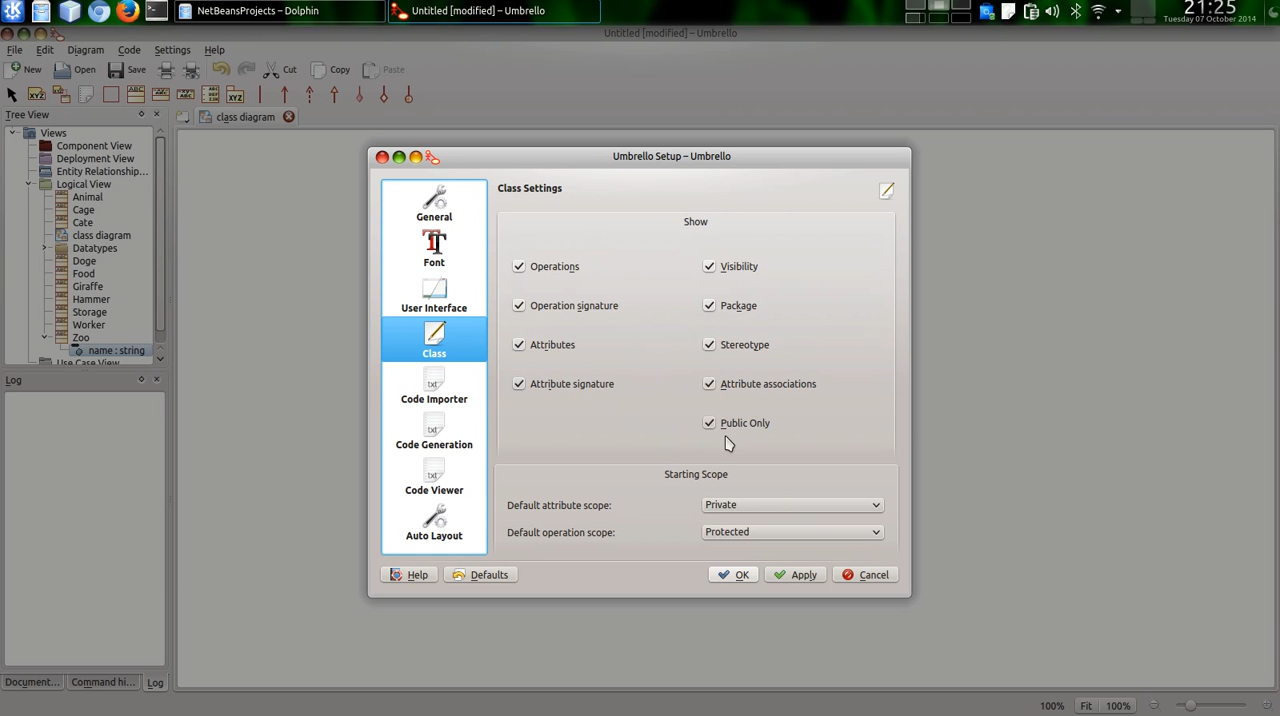 NetBeansProjects – Dolphin
Untitled [modified] – Umbrello
21:25
Tuesday 07 October 2014
Untitled [modified] – Umbrello
File Edit Diagram Code Settings Help
New Open Save Cut Copy Paste
Tree View
class diagram
Views
Component View
Deployment View
Entity Relationship...
Logical View
Animal
Cage
Cate
class diagram
Datatypes
Doge
Food
Giraffe
Hammer
Storage
Worker
Zoo
name : string
Use Case View
Log
Document...
Command hi...
Log
Umbrello Setup – Umbrello
General
Font
User Interface
Class
Code Importer
Code Generation
Code Viewer
Auto Layout
Class Settings
Show
Operations Visibility
Operation signature Package
Attributes Stereotype
Attribute signature Attribute associations
Public Only
Starting Scope
Default attribute scope: Private
Default operation scope: Protected
Help Defaults OK Apply Cancel
100% Fit 100%